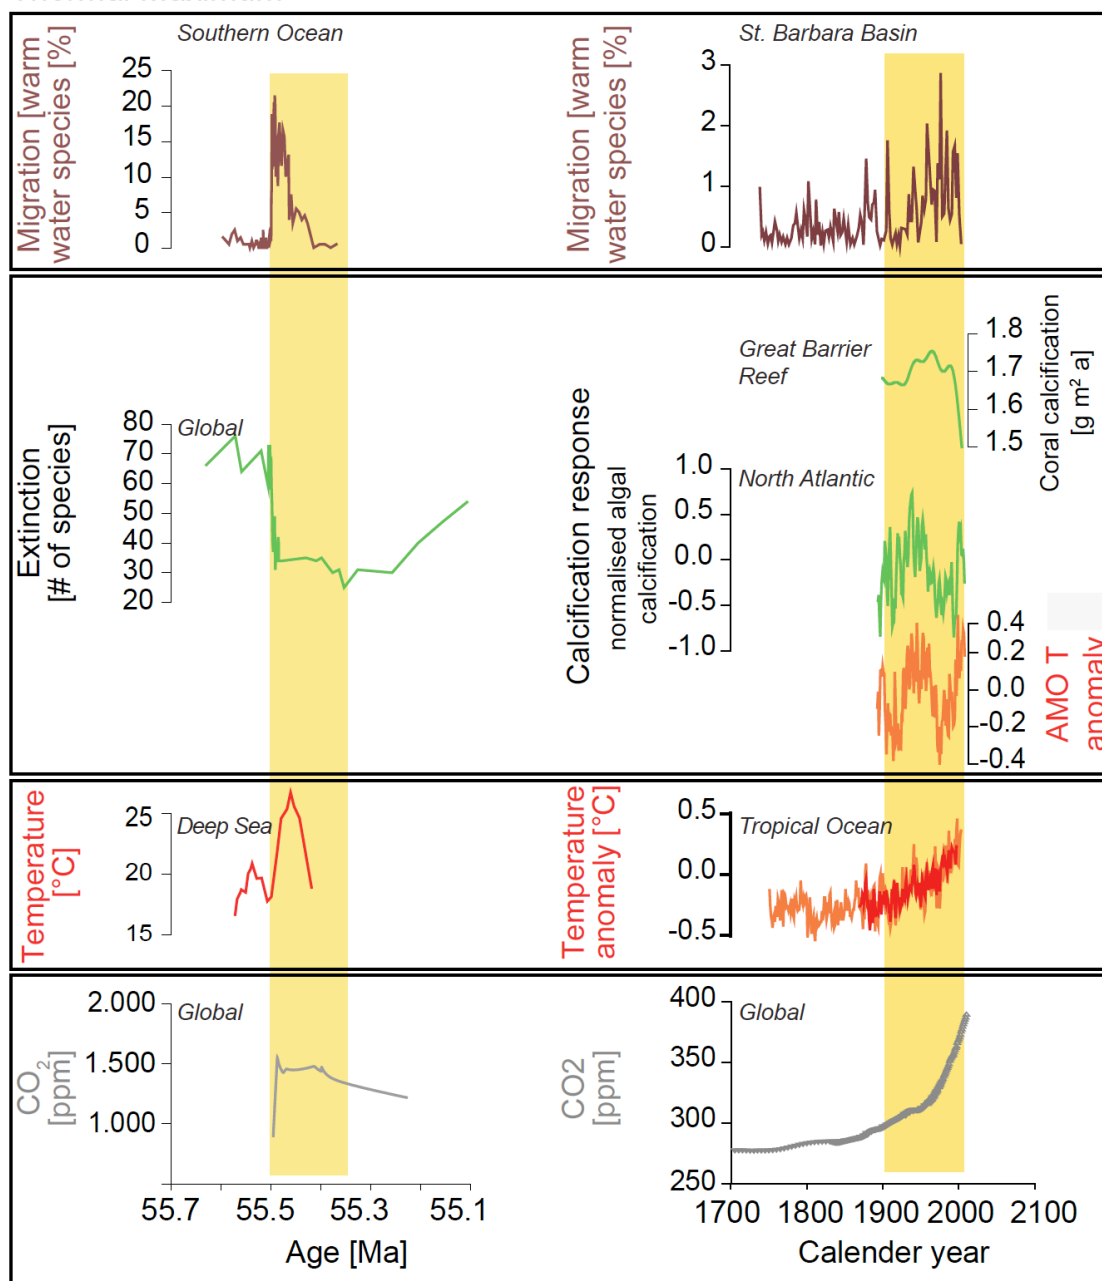 Southern Ocean
Migration [warm
water species [%]
25
20
15
10
5
0
St. Barbara Basin
Migration [warm
water species [%]
3
2
1
0
Global
Extinction
[# of species]
80
70
60
50
40
30
20
Great Barrier
Reef
1.8
1.7
1.6
1.5
Coral calcification
[g m² a]
Calcification response
normalised algal
calcification
North Atlantic
1.0
0.5
0.0
-0.5
-1.0
0.4
0.2
0.0
-0.2
-0.4
AMO T
anomaly
Deep Sea
Temperature
[°C]
25
20
15
Tropical Ocean
Temperature
anomaly [°C]
0.5
0.0
-0.5
Global
CO2
[ppm]
2.000
1.500
1.000
55.7 55.5 55.3 55.1
Age [Ma]
Global
CO2
[ppm]
400
350
300
250
1700 1800 1900 2000 2100
Calender year